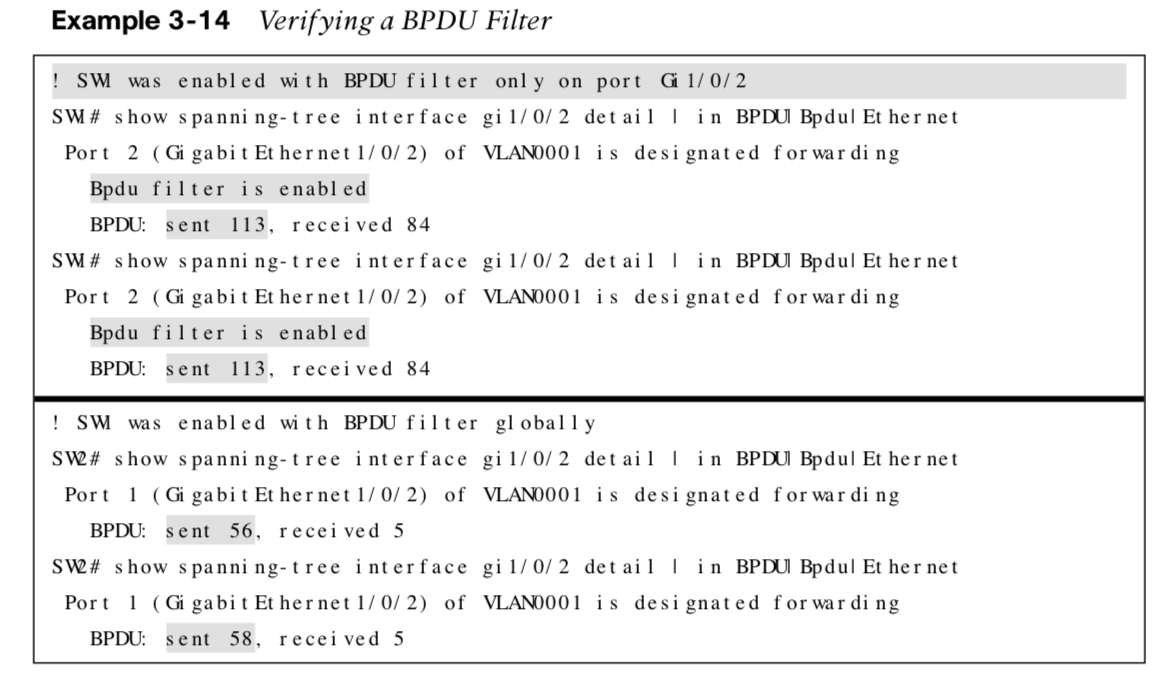 Example 3-14 Verifying a BPDU Filter
! SW1 was enabled with BPDU filter only on port Gi1/0/2
SW1# show spanning-tree interface gi1/0/2 detail | in BPDU|Bpdu|Ethernet
Port 2 (GigabitEthernet1/0/2) of VLAN0001 is designated forwarding
Bpdu filter is enabled
BPDU: sent 113, received 84
SW1# show spanning-tree interface gi1/0/2 detail | in BPDU|Bpdu|Ethernet
Port 2 (GigabitEthernet1/0/2) of VLAN0001 is designated forwarding
Bpdu filter is enabled
BPDU: sent 113, received 84
! SW1 was enabled with BPDU filter globally
SW2# show spanning-tree interface gi1/0/2 detail | in BPDU|Bpdu|Ethernet
Port 1 (GigabitEthernet1/0/2) of VLAN0001 is designated forwarding
BPDU: sent 56, received 5
SW2# show spanning-tree interface gi1/0/2 detail | in BPDU|Bpdu|Ethernet
Port 1 (GigabitEthernet1/0/2) of VLAN0001 is designated forwarding
BPDU: sent 58, received 5